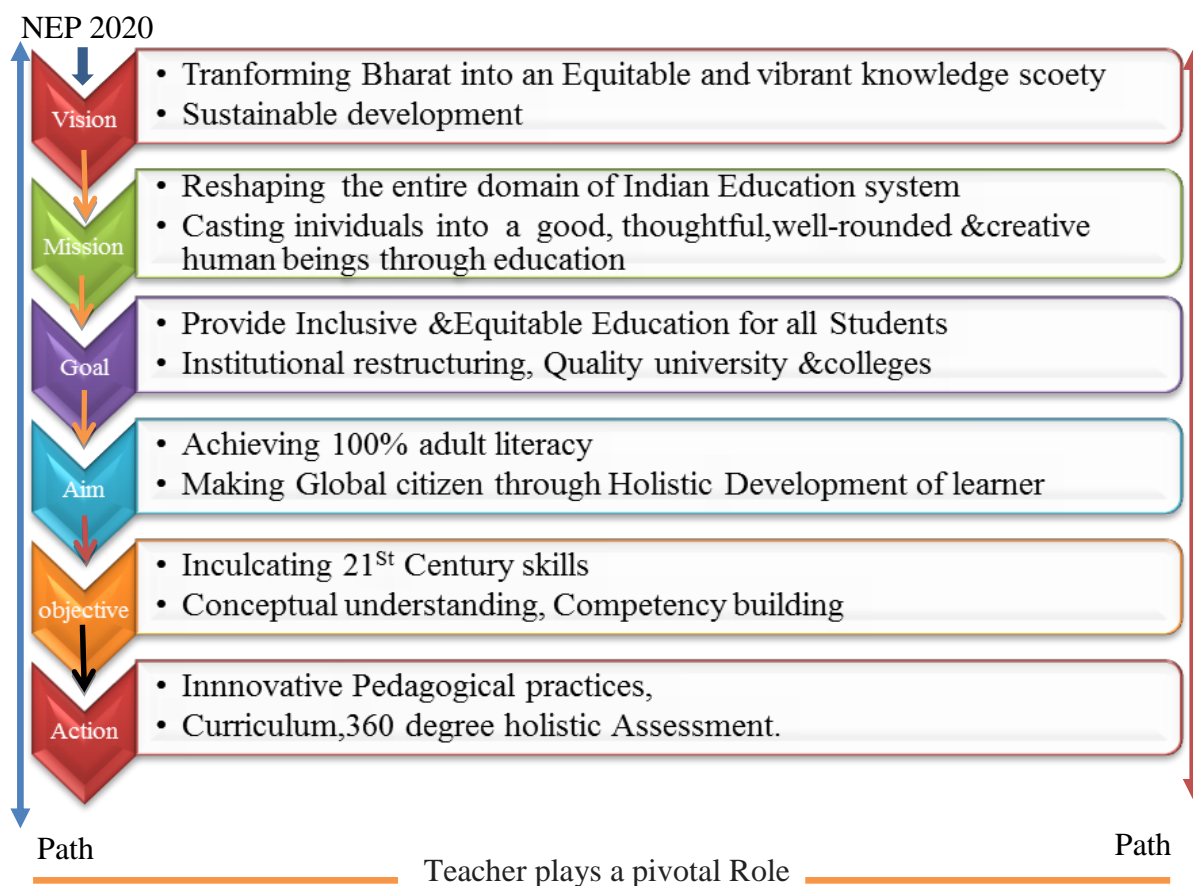 NEP 2020
Vision
• Tranforming Bharat into an Equitable and vibrant knowledge scoety
• Sustainable development
Mission
• Reshaping the entire domain of Indian Education system
• Casting inividuals into a good, thoughtful,well-rounded &creative
human beings through education
Goal
• Provide Inclusive &Equitable Education for all Students
• Institutional restructuring, Quality university &colleges
Aim
• Achieving 100% adult literacy
• Making Global citizen through Holistic Development of learner
objective
• Inculcating 21St Century skills
• Conceptual understanding, Competency building
Action
• Innnovative Pedagogical practices,
• Curriculum,360 degree holistic Assessment.
Path
Path
Teacher plays a pivotal Role